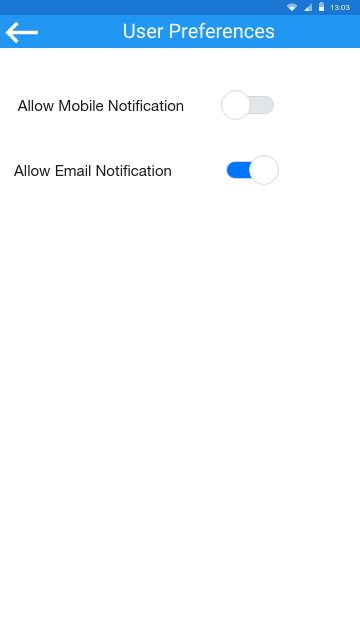 13:03
User Preferences
Allow Mobile Notification
Allow Email Notification